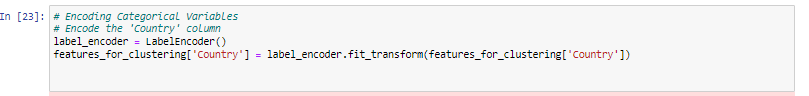 In [23]: # Encoding Categorical Variables
# Encode the 'Country' column
label_encoder = LabelEncoder()
features_for_clustering['Country'] = label_encoder.fit_transform(features_for_clustering['Country'])